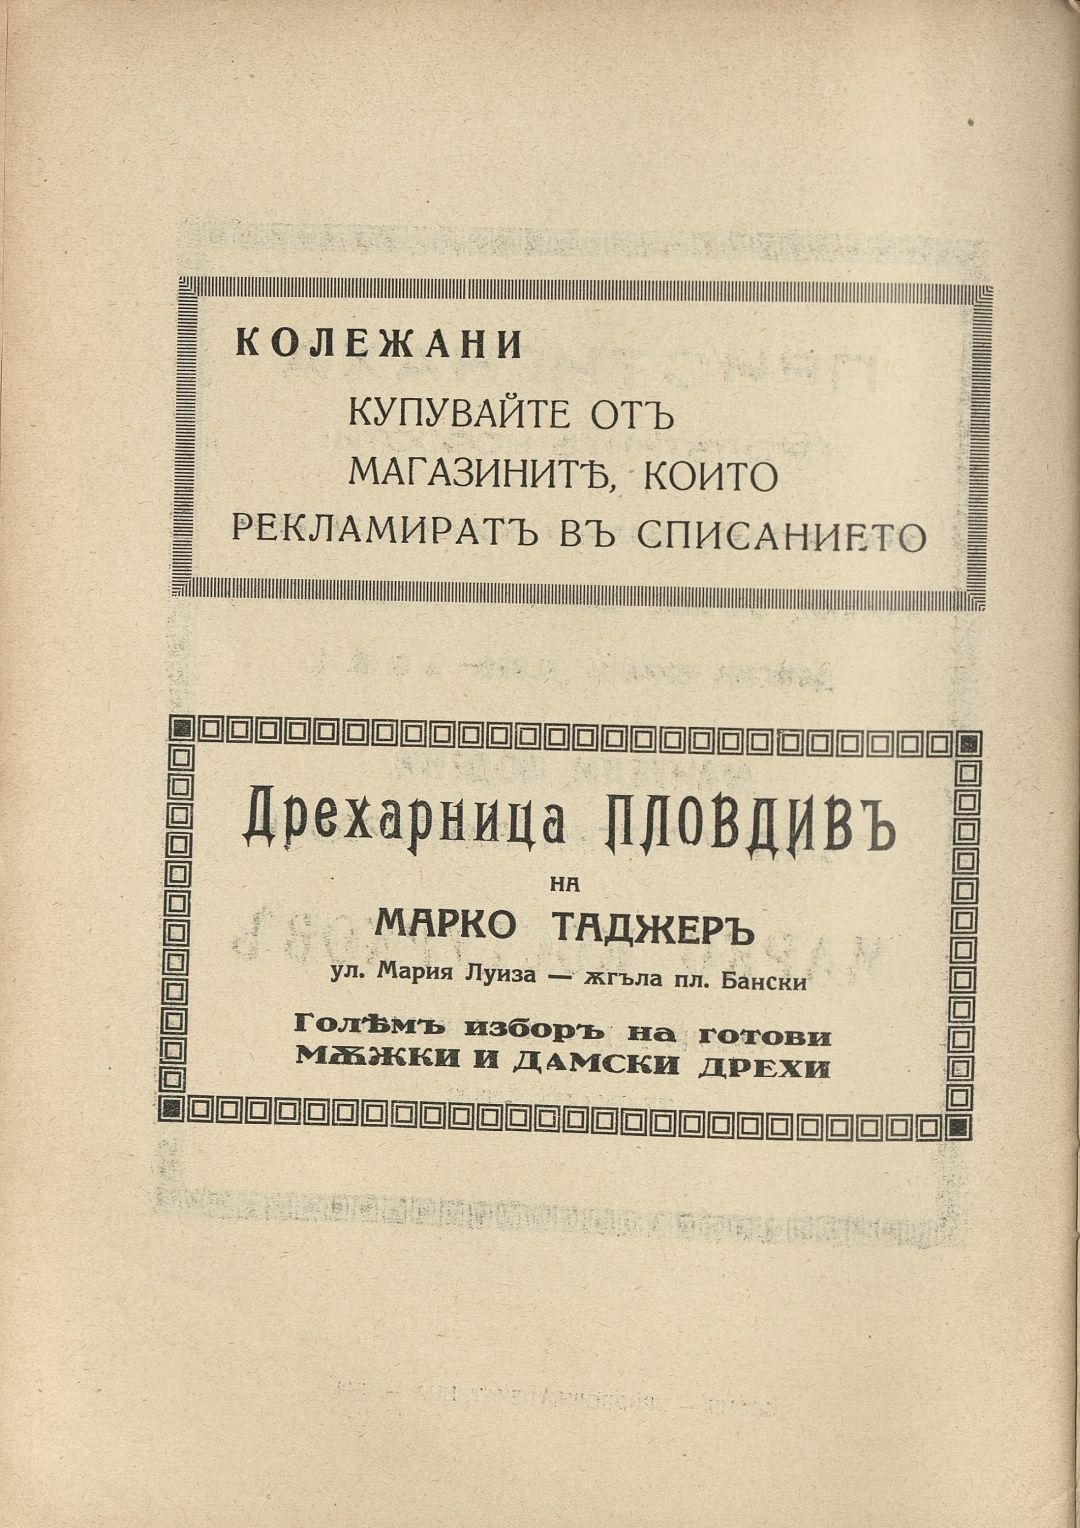 КОЛЕЖАНИ
КУПУВАЙТЕ ОТЪ
МАГАЗИНИТѢ, КОИТО
РЕКЛАМИРАТЪ ВЪ СПИСАНИЕТО
Дрехарница ПЛОВДИВЪ
НА
МАРКО ТАДЖЕРЪ
ул. Мария Луиза — ѫгъла пл. Бански
Голѣмъ изборъ на готови
МѪЖКИ И ДАМСКИ ДРЕХИ